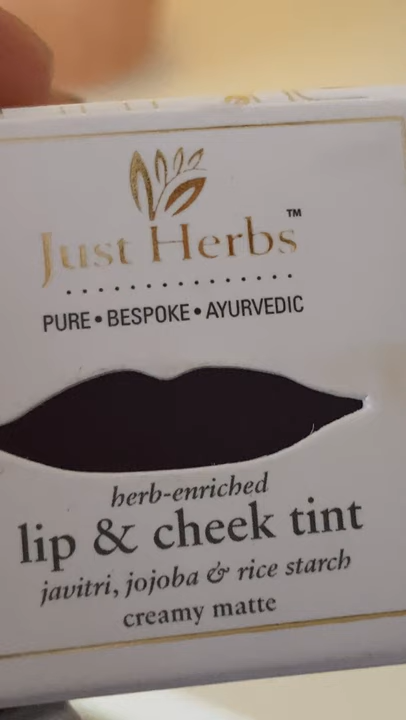 Just Herbs™
PURE • BESPOKE • AYURVEDIC
herb-enriched
lip & cheek tint
javitri, jojoba & rice starch
creamy matte